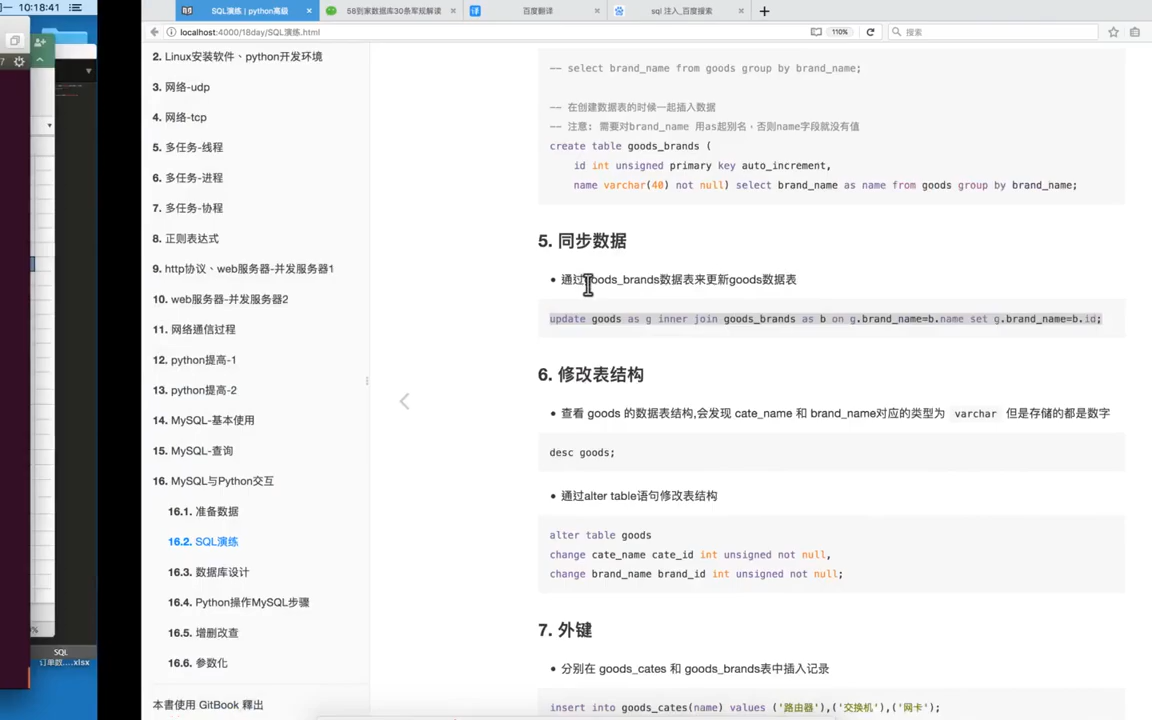 10:18:41
SQL演练 | python高级
58到家数据库30条军规解读
百度翻译
sql 注入_百度搜索
localhost:4000/18day/SQL演练.html
110%
搜索
2. Linux安装软件、python开发环境
3. 网络-udp
4. 网络-tcp
5. 多任务-线程
6. 多任务-进程
7. 多任务-协程
8. 正则表达式
9. http协议、web服务器-并发服务器1
10. web服务器-并发服务器2
11. 网络通信过程
12. python提高-1
13. python提高-2
14. MySQL-基本使用
15. MySQL-查询
16. MySQL与Python交互
16.1. 准备数据
16.2. SQL演练
16.3. 数据库设计
16.4. Python操作MySQL步骤
16.5. 增删改查
16.6. 参数化
本書使用 GitBook 釋出
-- select brand_name from goods group by brand_name;
-- 在创建数据表的时候一起插入数据
-- 注意: 需要对brand_name 用as起别名，否则name字段就没有值
create table goods_brands (
id int unsigned primary key auto_increment,
name varchar(40) not null) select brand_name as name from goods group by brand_name;
5. 同步数据
• 通过goods_brands数据表来更新goods数据表
update goods as g inner join goods_brands as b on g.brand_name=b.name set g.brand_name=b.id;
6. 修改表结构
• 查看 goods 的数据表结构,会发现 cate_name 和 brand_name对应的类型为 varchar 但是存储的都是数字
desc goods;
• 通过alter table语句修改表结构
alter table goods
change cate_name cate_id int unsigned not null,
change brand_name brand_id int unsigned not null;
7. 外键
• 分别在 goods_cates 和 goods_brands表中插入记录
insert into goods_cates(name) values ('路由器'),('交换机'),('网卡');
SQL
订单数....xlsx